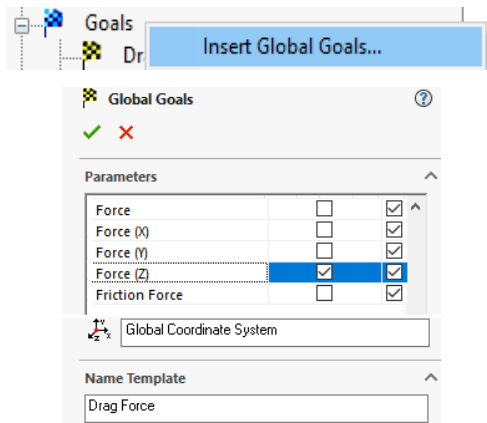 Goals
Insert Global Goals...
Dr
Global Goals
?
Parameters
Force
Force (X)
Force (Y)
Force (Z)
Friction Force
Y
Z X
Global Coordinate System
Name Template
Drag Force